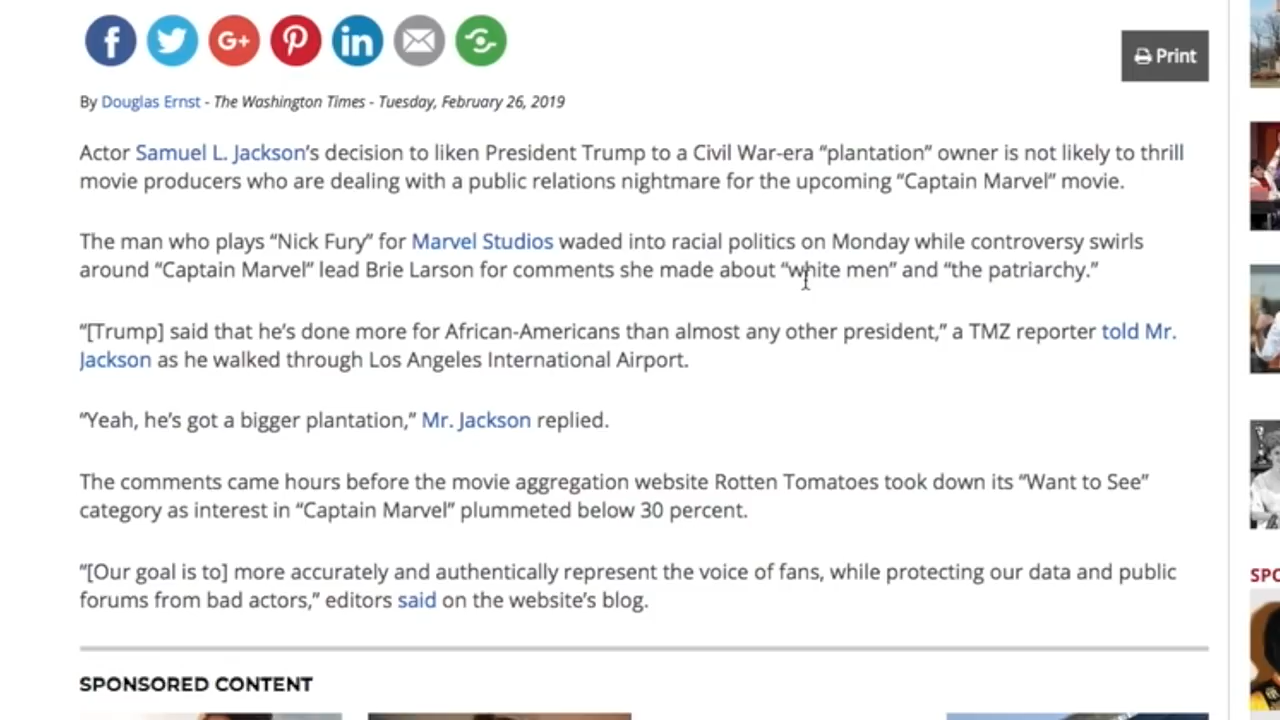 f
G+
in
Print
By Douglas Ernst - The Washington Times - Tuesday, February 26, 2019
Actor Samuel L. Jackson’s decision to liken President Trump to a Civil War-era “plantation” owner is not likely to thrill
movie producers who are dealing with a public relations nightmare for the upcoming “Captain Marvel” movie.
The man who plays “Nick Fury” for Marvel Studios waded into racial politics on Monday while controversy swirls
around “Captain Marvel” lead Brie Larson for comments she made about “white men” and “the patriarchy.”
“[Trump] said that he’s done more for African-Americans than almost any other president,” a TMZ reporter told Mr.
Jackson as he walked through Los Angeles International Airport.
“Yeah, he’s got a bigger plantation,” Mr. Jackson replied.
The comments came hours before the movie aggregation website Rotten Tomatoes took down its “Want to See”
category as interest in “Captain Marvel” plummeted below 30 percent.
“[Our goal is to] more accurately and authentically represent the voice of fans, while protecting our data and public
forums from bad actors,” editors said on the website’s blog.
SPO
SPONSORED CONTENT